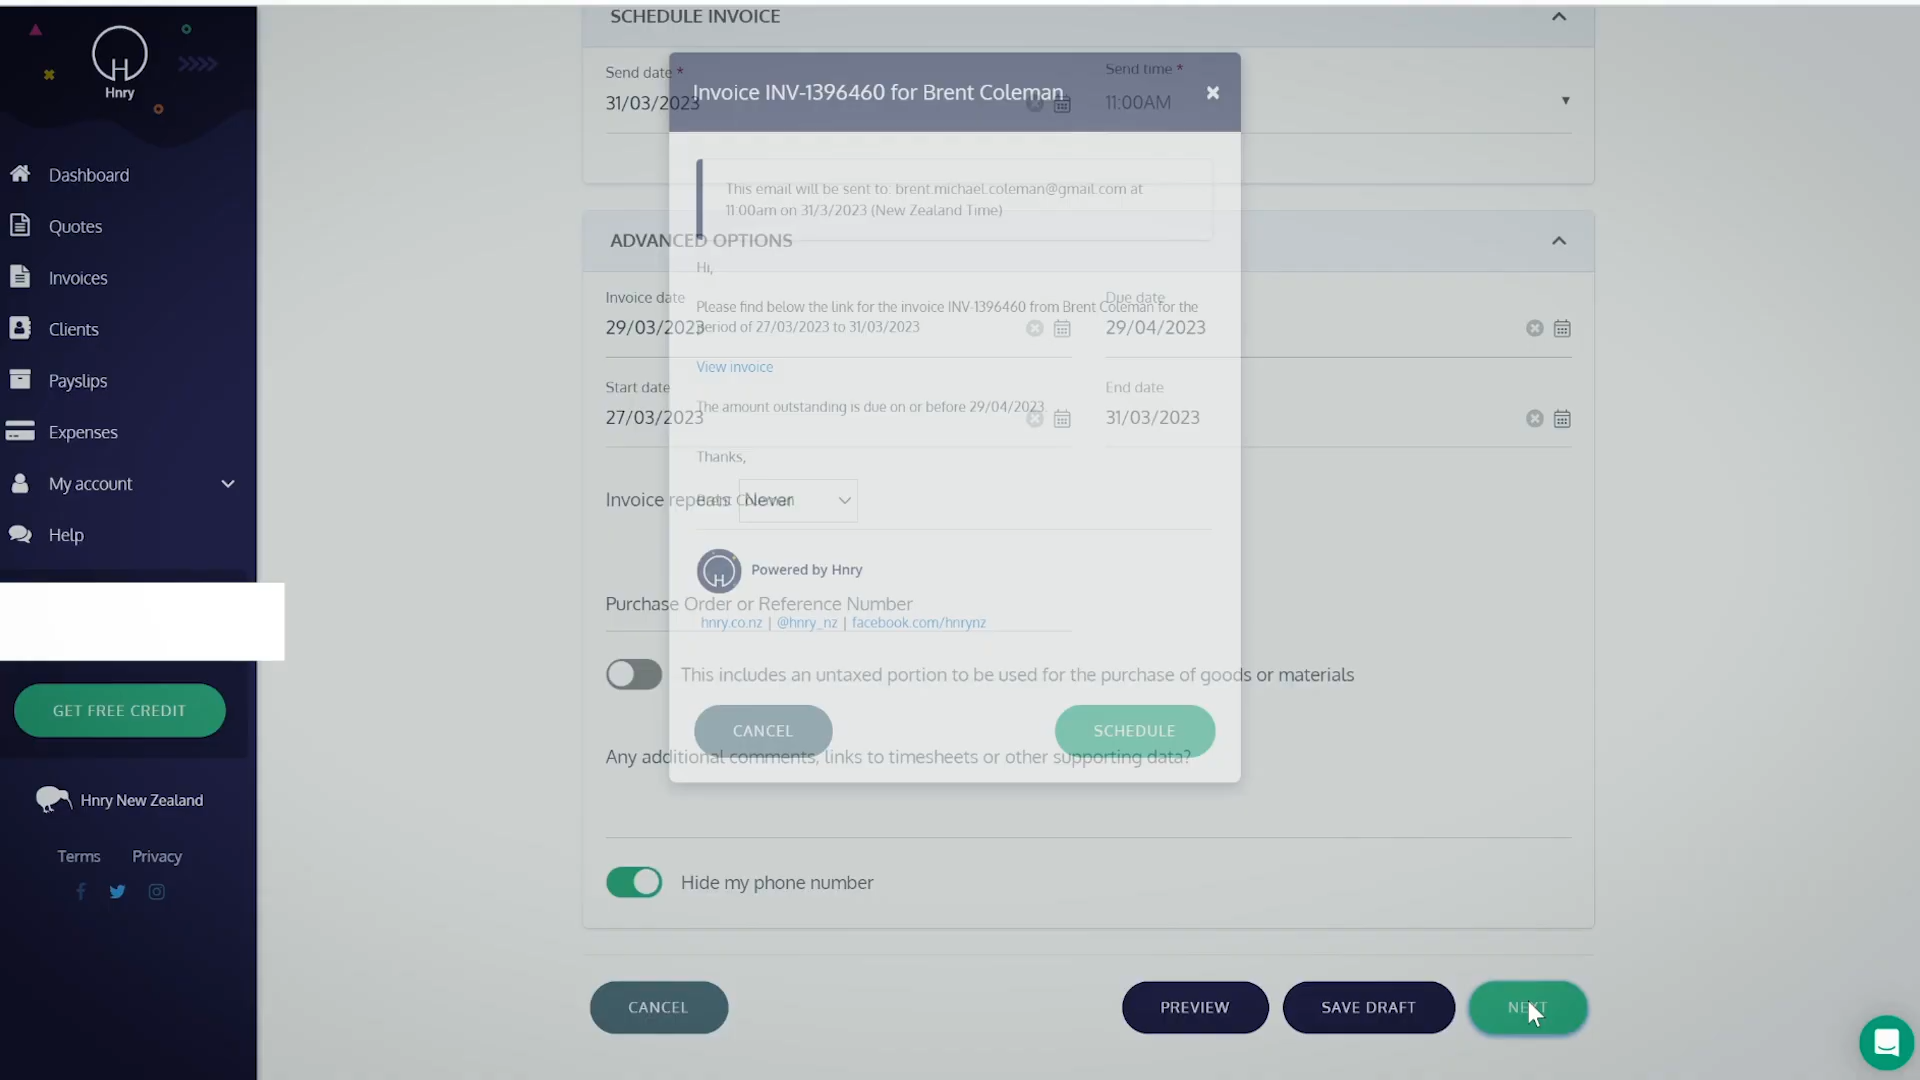 Hnry
Dashboard
Quotes
Invoices
Clients
Payslips
Expenses
My account
Help
GET FREE CREDIT
Hnry New Zealand
Terms Privacy
SCHEDULE INVOICE
Send date *
31/03/2023
Send time *
11:00AM
Invoice INV-1396460 for Brent Coleman
×
This email will be sent to: brent.michael.coleman@gmail.com at
11:00am on 31/3/2023 (New Zealand Time)
ADVANCED OPTIONS
Hi,
Invoice date
29/03/2023
Due date
29/04/2023
Please find below the link for the invoice INV-1396460 from Brent Coleman for the
period of 27/03/2023 to 31/03/2023
View invoice
Start date
27/03/2023
End date
31/03/2023
The amount outstanding is due on or before 29/04/2023.
Thanks,
Brent Coleman
Invoice repeats Never
H Powered by Hnry
Purchase Order or Reference Number
hnry.co.nz | @hnry_nz | facebook.com/hnrynz
This includes an untaxed portion to be used for the purchase of goods or materials
CANCEL SCHEDULE
Any additional comments, links to timesheets or other supporting data?
Hide my phone number
CANCEL PREVIEW SAVE DRAFT NEXT